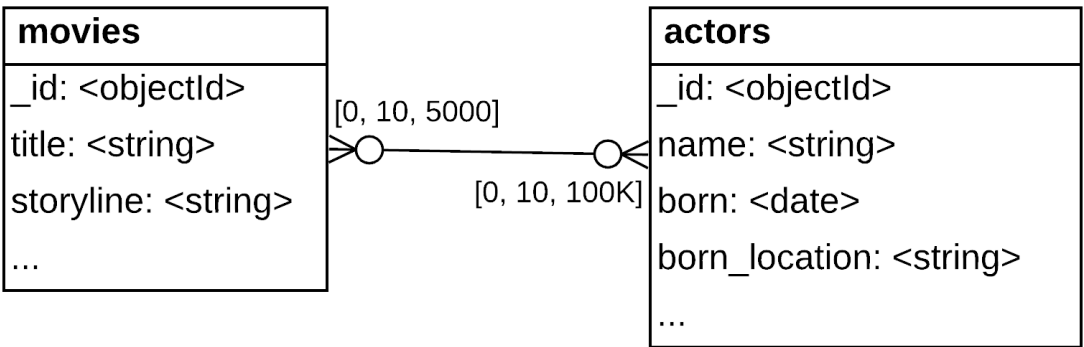 movies
_id: <objectId>
title: <string>
storyline: <string>
...
[0, 10, 5000]
[0, 10, 100K]
actors
_id: <objectId>
name: <string>
born: <date>
born_location: <string>
...